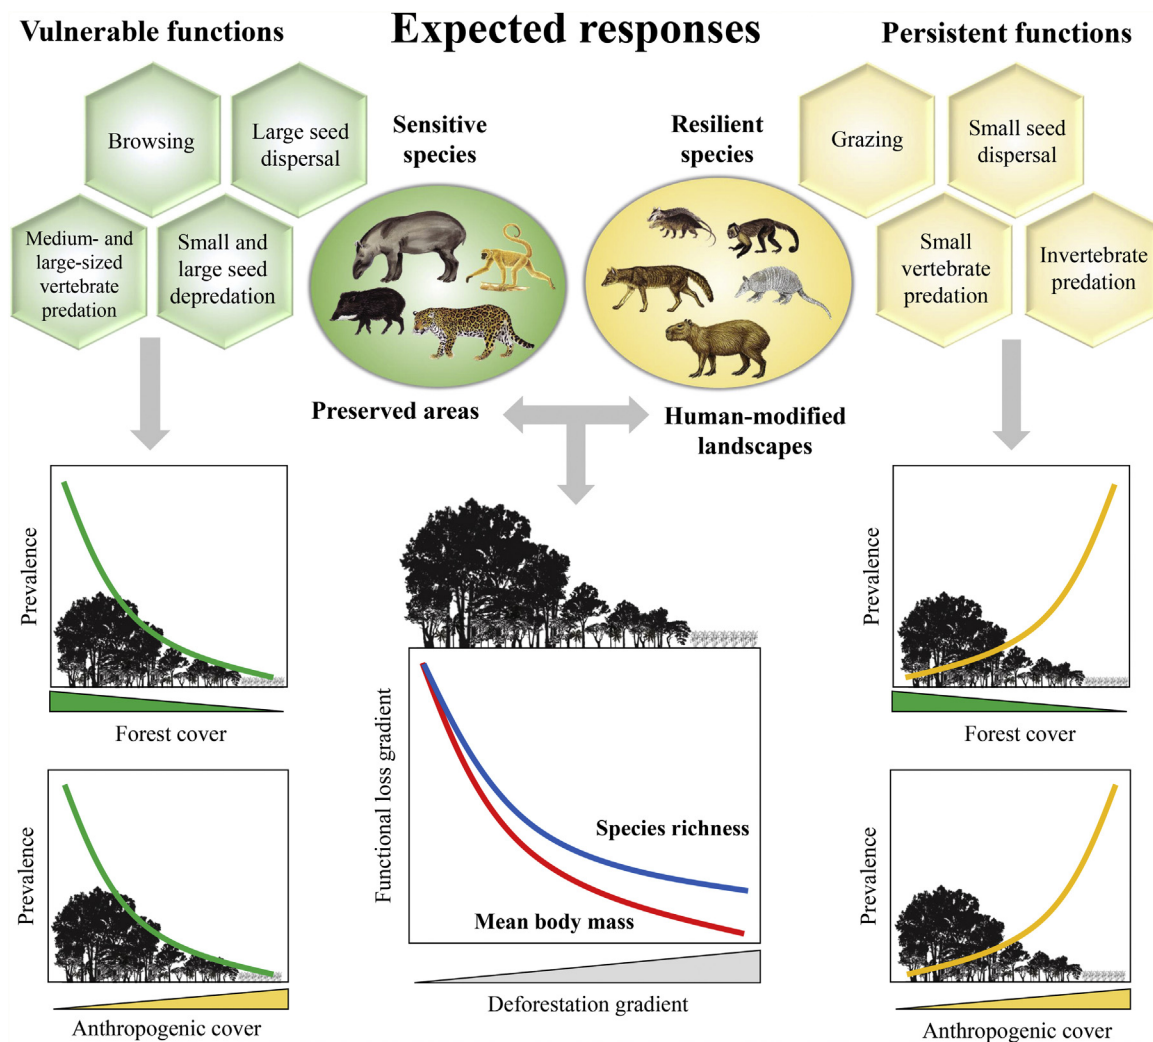 Expected responses
Vulnerable functions
Persistent functions
Browsing
Large seed
dispersal
Medium- and
large-sized
vertebrate
predation
Small and
large seed
depredation
Sensitive
species
Resilient
species
Grazing
Small seed
dispersal
Small
vertebrate
predation
Invertebrate
predation
Preserved areas
Human-modified
landscapes
Prevalence
Forest cover
Prevalence
Anthropogenic cover
Functional loss gradient
Species richness
Mean body mass
Deforestation gradient
Prevalence
Forest cover
Prevalence
Anthropogenic cover